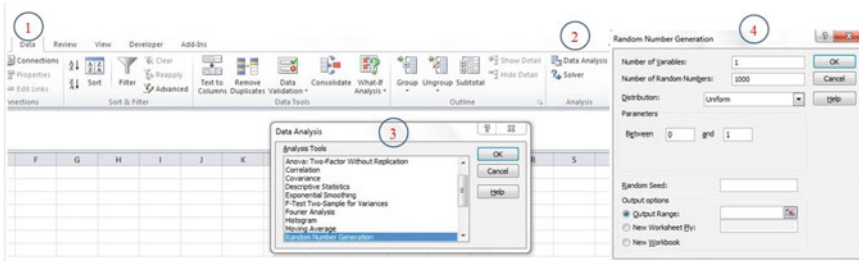 1
Data Review View Developer Add-Ins
Connections
Properties
Edit Links
nnections
Sort
Filter
Clear
Reapply
Advanced
Sort & Filter
Text to Columns
Remove Duplicates
Data Validation
Consolidate
What-If Analysis
Data Tools
Group
Ungroup
Subtotal
Show Detail
Hide Detail
Outline
2
Data Analysis
Solver
Analysis
F G H I J K R S
3
Data Analysis
Analysis Tools
Anova: Two-Factor Without Replication
Correlation
Covariance
Descriptive Statistics
Exponential Smoothing
F-Test Two-Sample for Variances
Fourier Analysis
Histogram
Moving Average
Random Number Generation
OK
Cancel
Help
4
Random Number Generation
Number of Variables: 1
Number of Random Numbers: 1000
Distribution: Uniform
Parameters
Between 0 and 1
Random Seed:
Output options
Output Range:
New Worksheet Ply:
New Workbook
OK
Cancel
Help